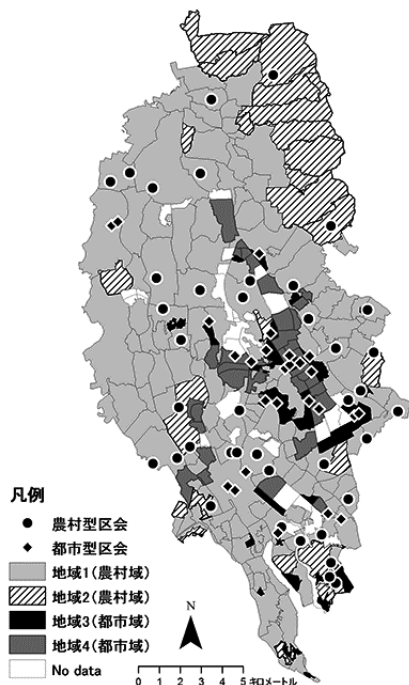 凡例
農村型区会
都市型区会
地域1(農村域)
地域2(農村域)
地域3(都市域)
地域4(都市域)
No data
N
0 1 2 3 4 5 キロメートル